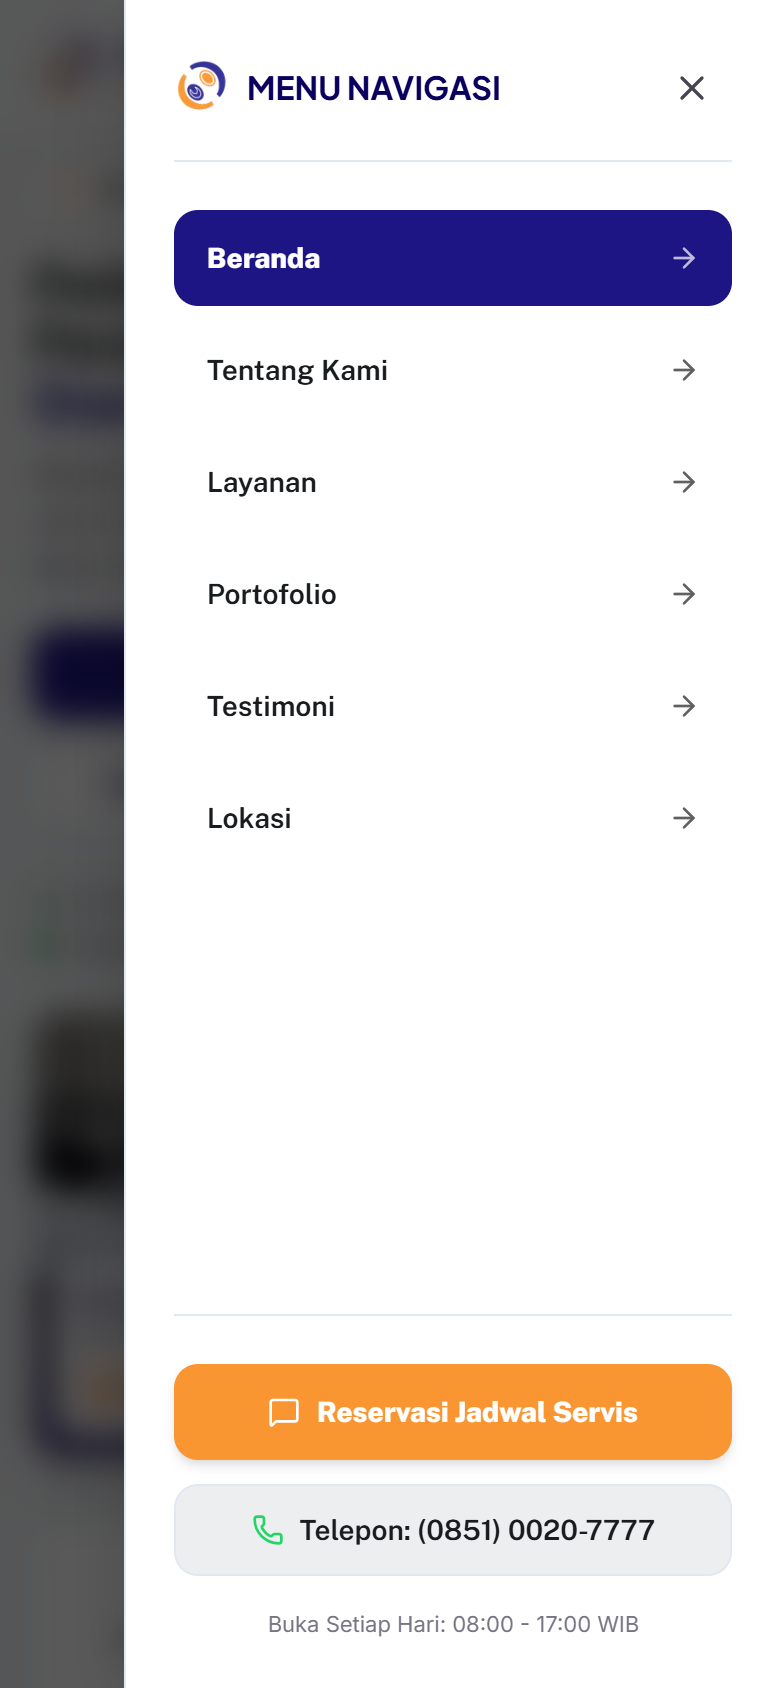 MENU NAVIGASI
Beranda
Tentang Kami
Layanan
Portofolio
Testimoni
Lokasi
Reservasi Jadwal Servis
Telepon: (0851) 0020-7777
Buka Setiap Hari: 08:00 - 17:00 WIB